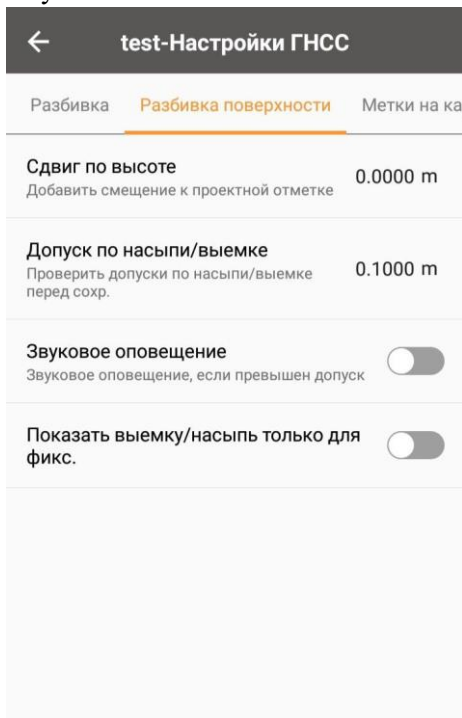 test-Настройки ГНСС
Разбивка Разбивка поверхности Метки на ка
Сдвиг по высоте
Добавить смещение к проектной отметке
0.0000 m
Допуск по насыпи/выемке
Проверить допуски по насыпи/выемке
перед сохр.
0.1000 m
Звуковое оповещение
Звуковое оповещение, если превышен допуск
Показать выемку/насыпь только для
фикс.